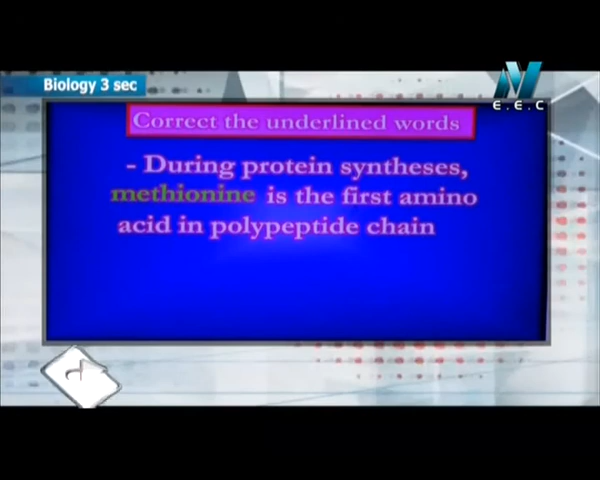 Biology 3 sec
E.E.C
Correct the underlined words
- During protein syntheses,
methionine is the first amino
acid in polypeptide chain